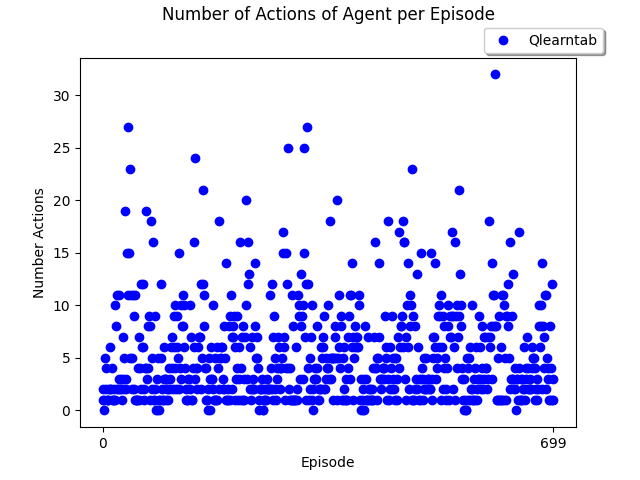 Number of Actions of Agent per Episode
Qlearntab
30
25
20
15
10
5
0
Number Actions
0 699
Episode